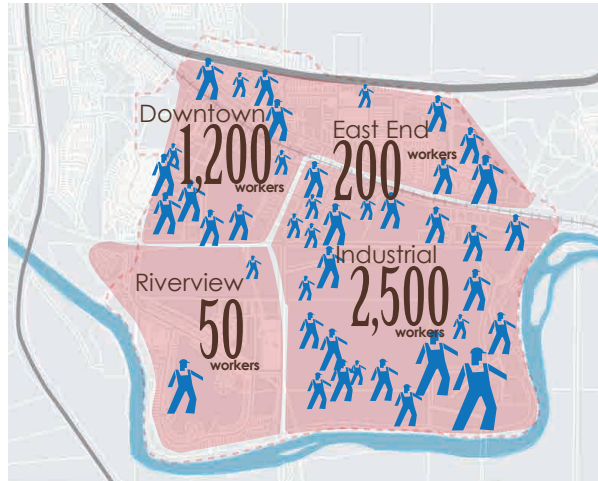 Downtown
1,200
workers
East End
200
workers
Riverview
50
workers
Industrial
2,500
workers